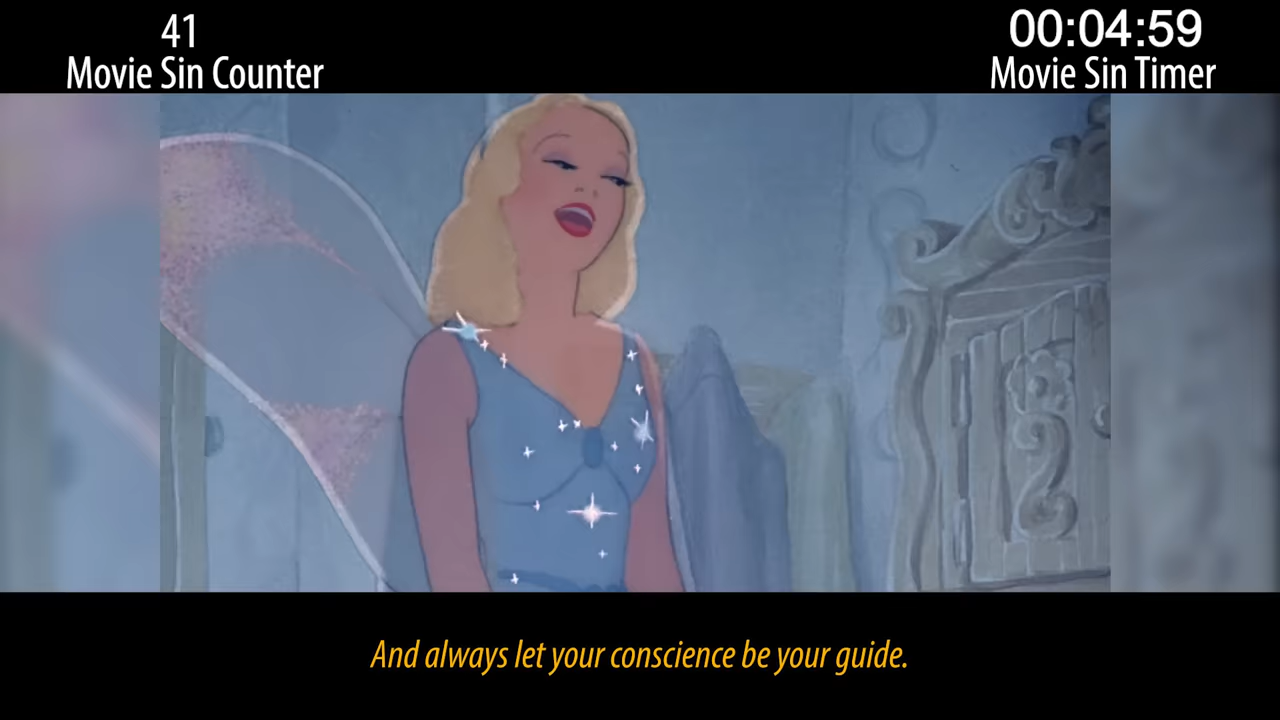 41
Movie Sin Counter
00:04:59
Movie Sin Timer
And always let your conscience be your guide.